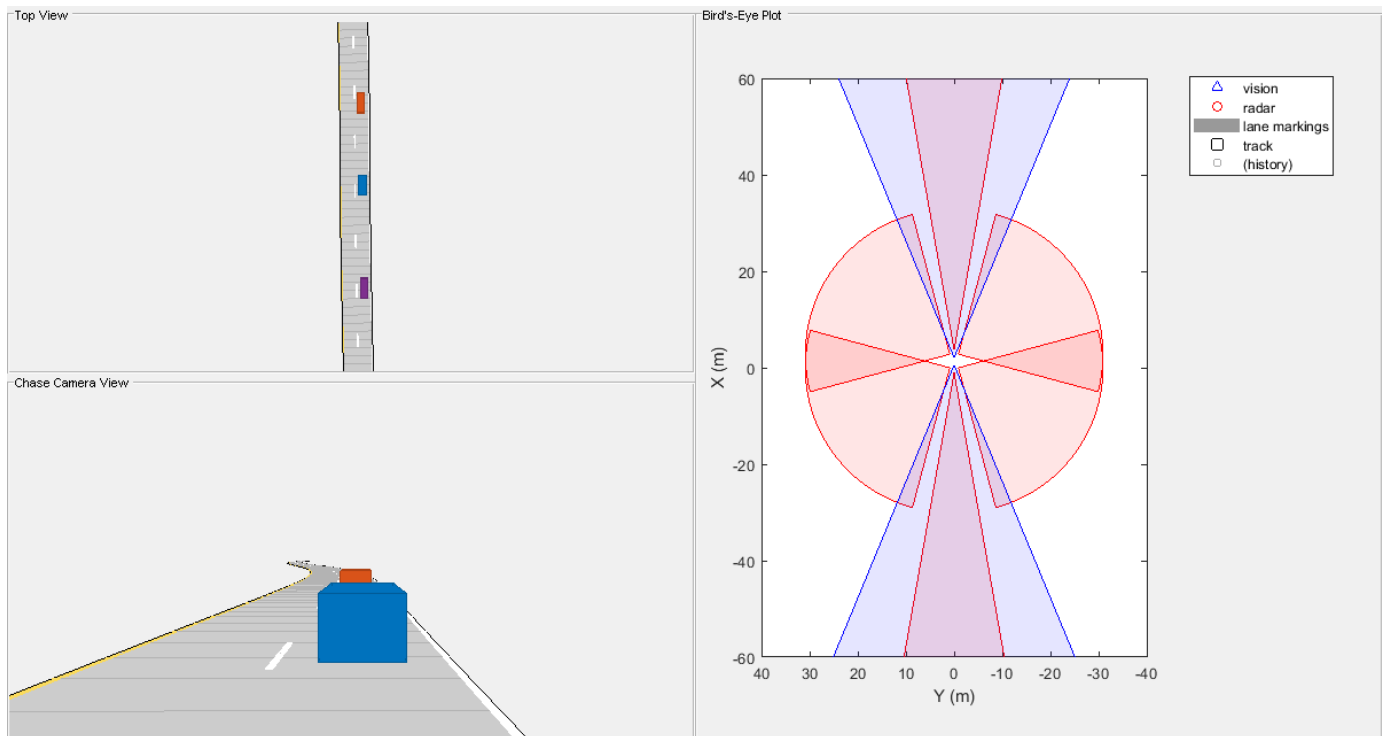 Top View
Chase Camera View
Bird's-Eye Plot
60
40
20
0
-20
-40
-60
X (m)
40
30
20
10
0
-10
-20
-30
-40
Y (m)
vision
radar
lane markings
track
(history)